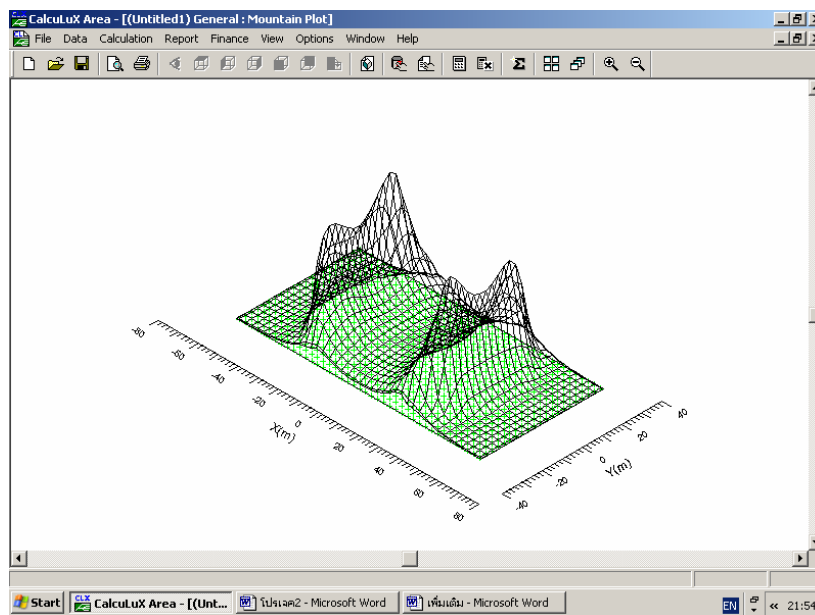 CalcuLuX Area - [(Untitled1) General : Mountain Plot]
File Data Calculation Report Finance View Options Window Help
-80
-60
-40
-20
0
20
40
60
80
X(m)
-40
-20
0
20
40
Y(m)
Start
CLX
CalcuLuX Area - [(Unt...
โปรเจค2 - Microsoft Word
เพิ่มเติม - Microsoft Word
EN
«
21:54